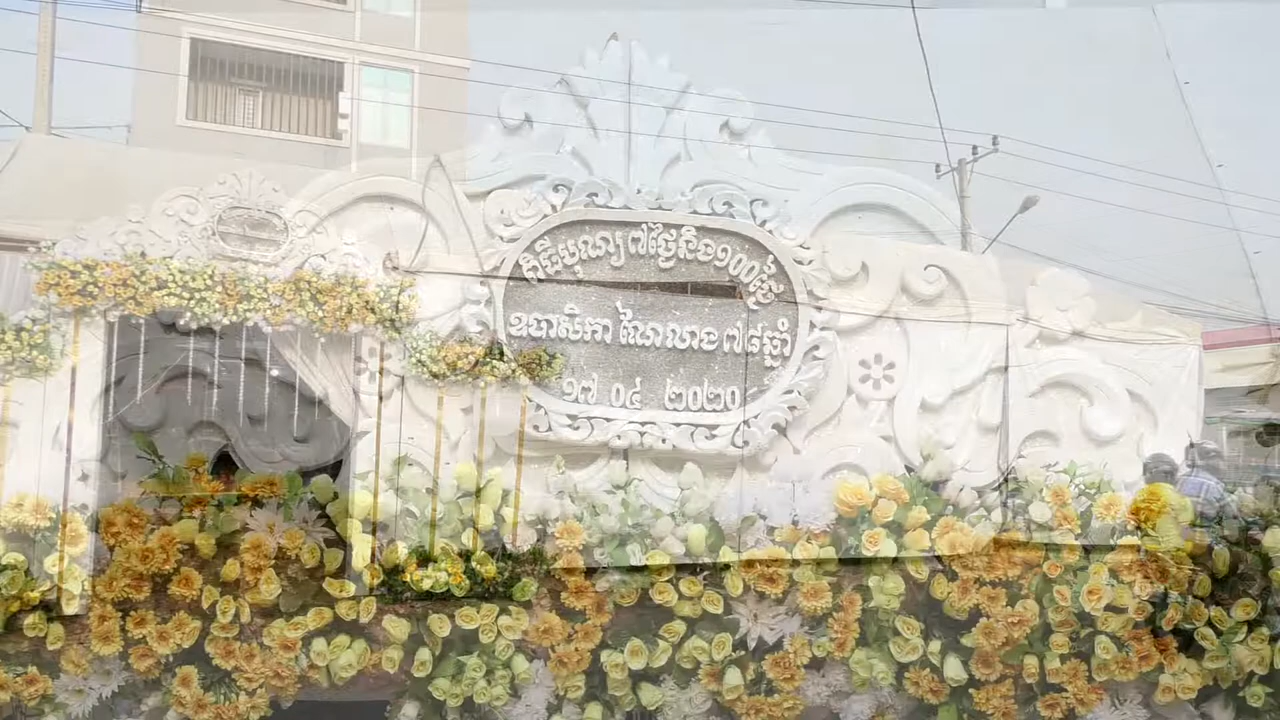 ពិធីបុណ្យ ៧ថ្ងៃនិង១០០ថ្ងៃ
ឧបាសិកា ណៃ លាង ៧៨ឆ្នាំ
១៧ ០៤ ២០២០